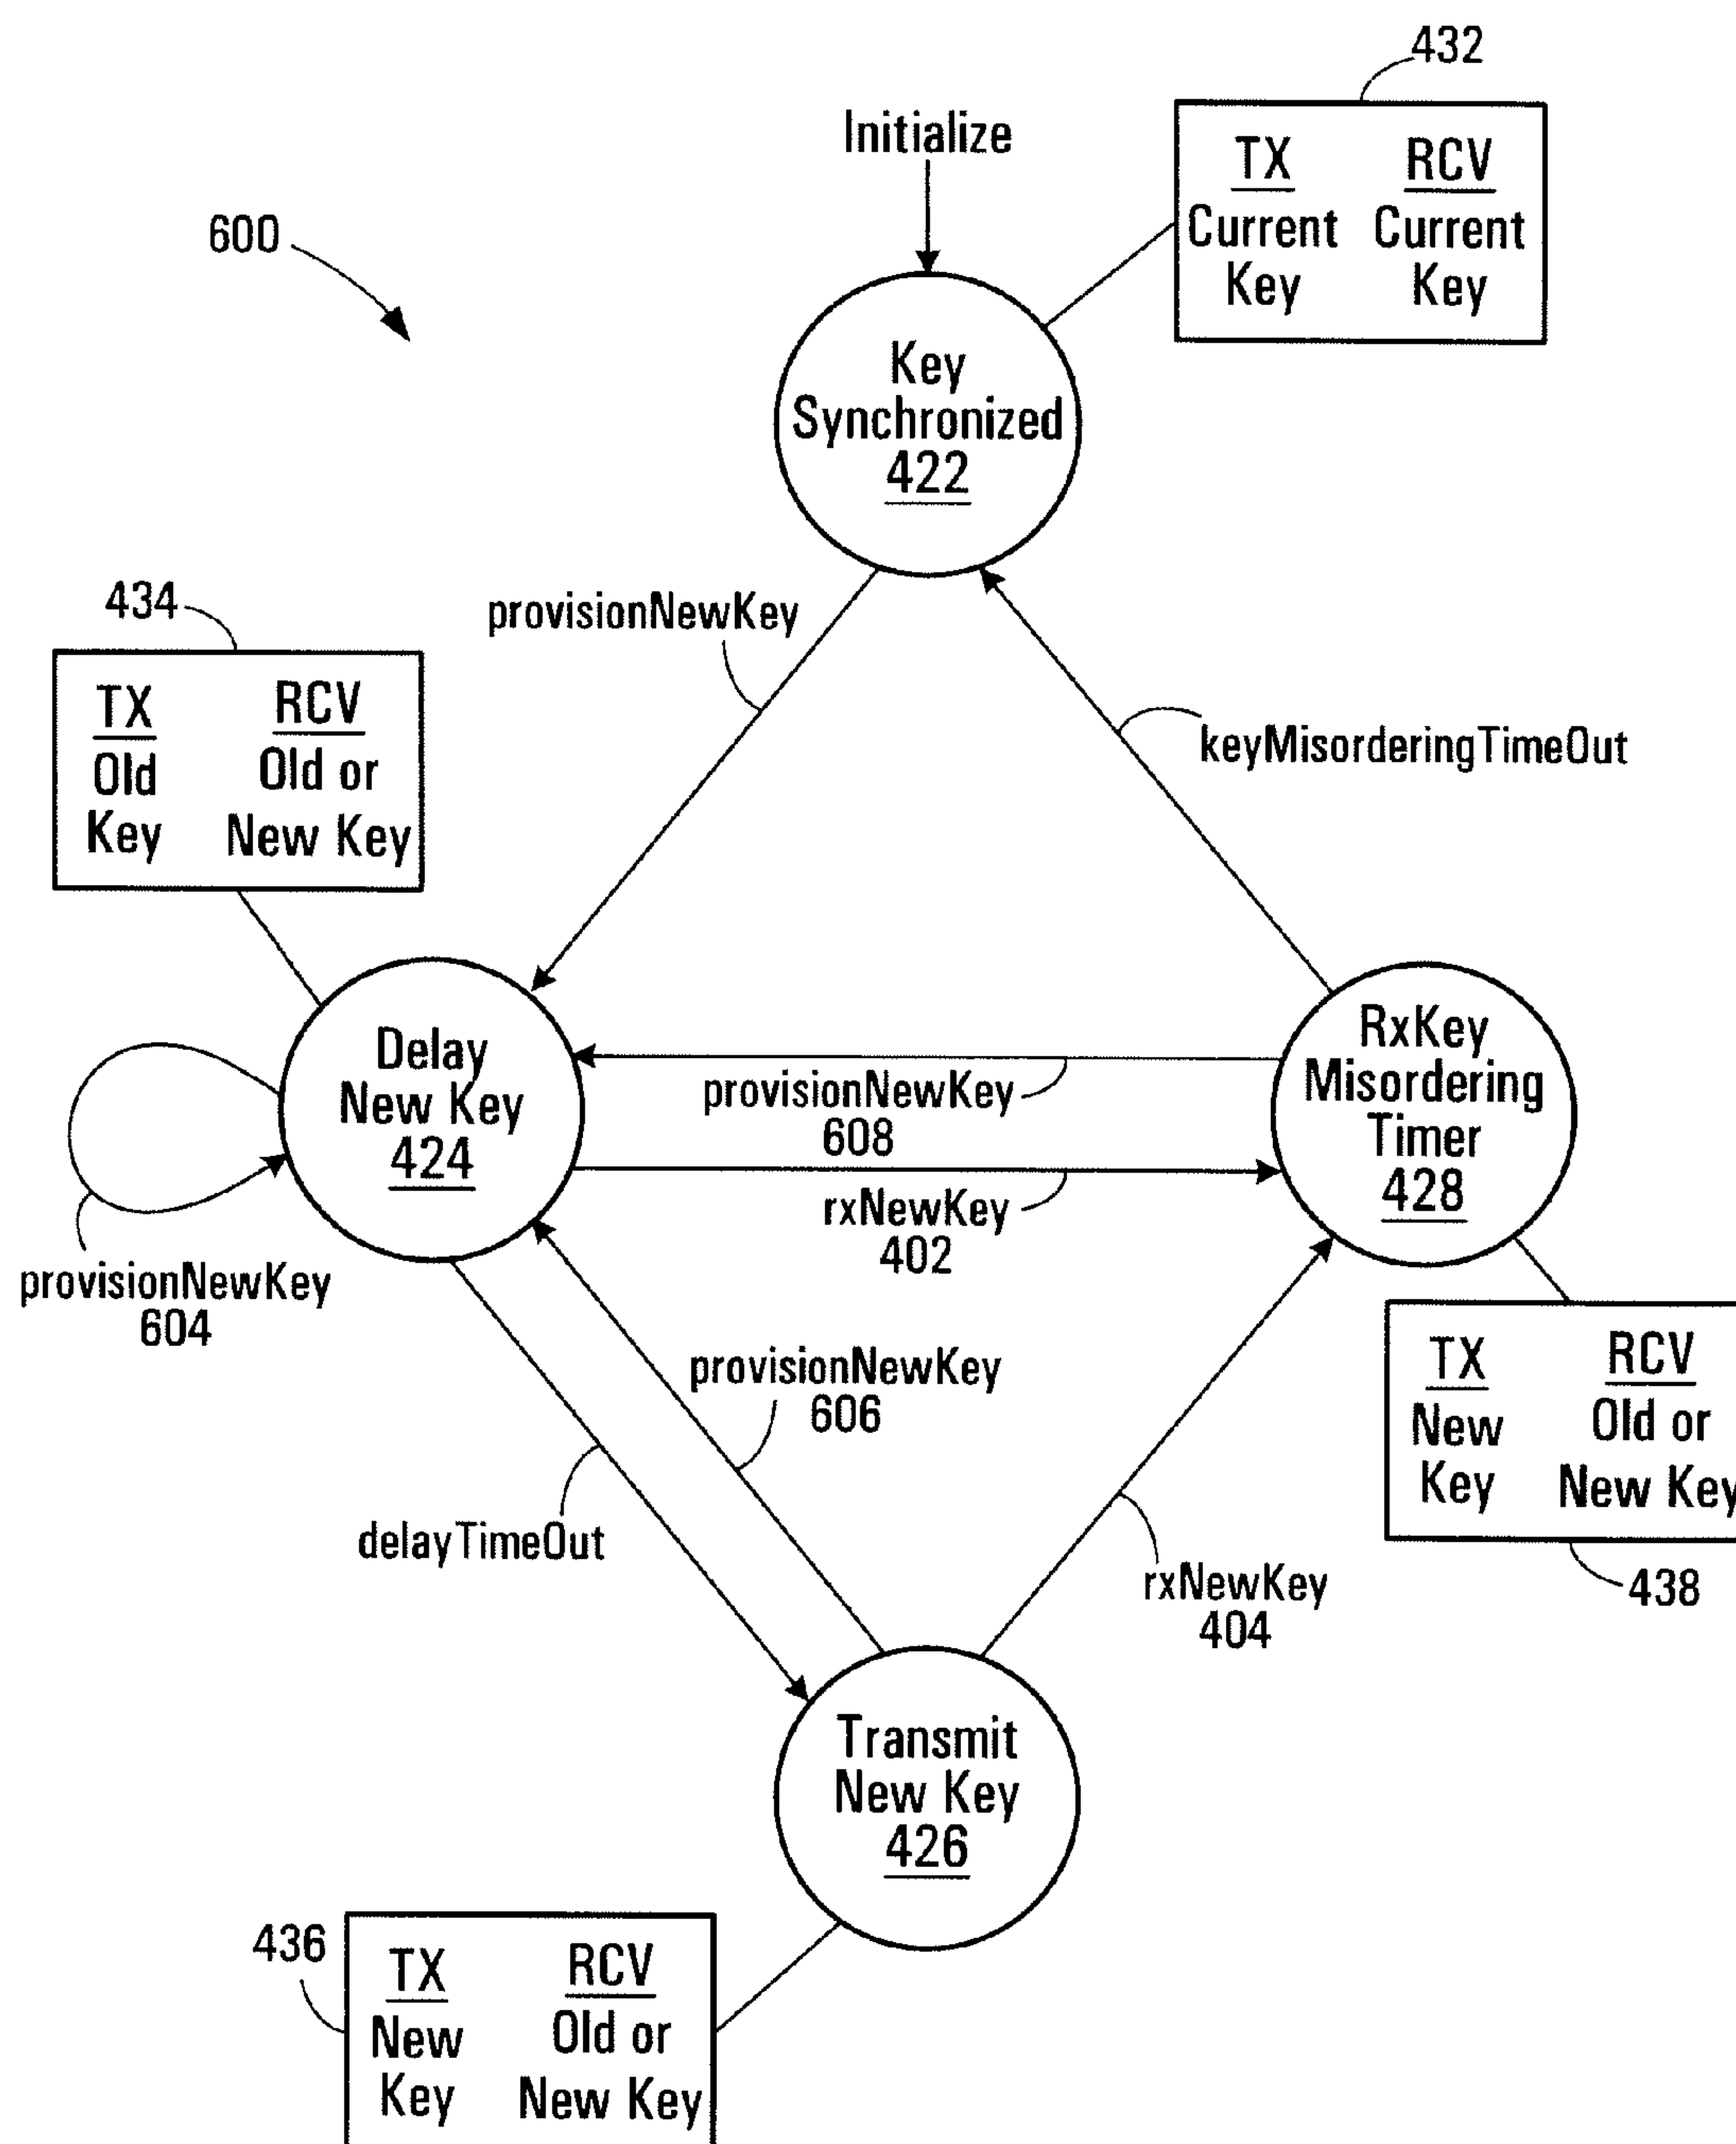 432
Initialize
TX RCV
Current Current
Key Key
600
Key
Synchronized
422
provisionNewKey
434
TX RCV
Old Old or
Key New Key
keyMisorderingTimeOut
Delay
New Key
424
RxKey
Misordering
Timer
428
provisionNewKey
608
rxNewKey
402
provisionNewKey
604
provisionNewKey
606
TX RCV
New Old or
Key New Key
438
delayTimeOut
rxNewKey
404
Transmit
New Key
426
436
TX RCV
New Old or
Key New Key